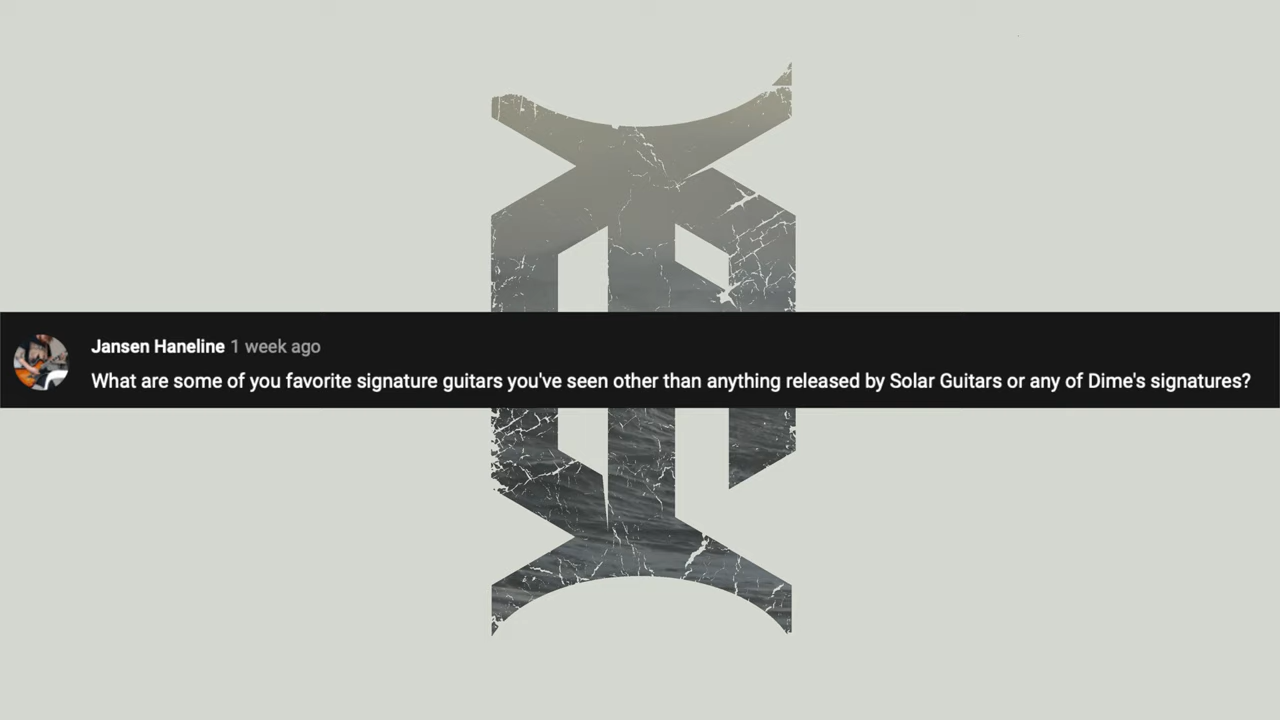 Jansen Haneline 1 week ago
What are some of you favorite signature guitars you've seen other than anything released by Solar Guitars or any of Dime's signatures?